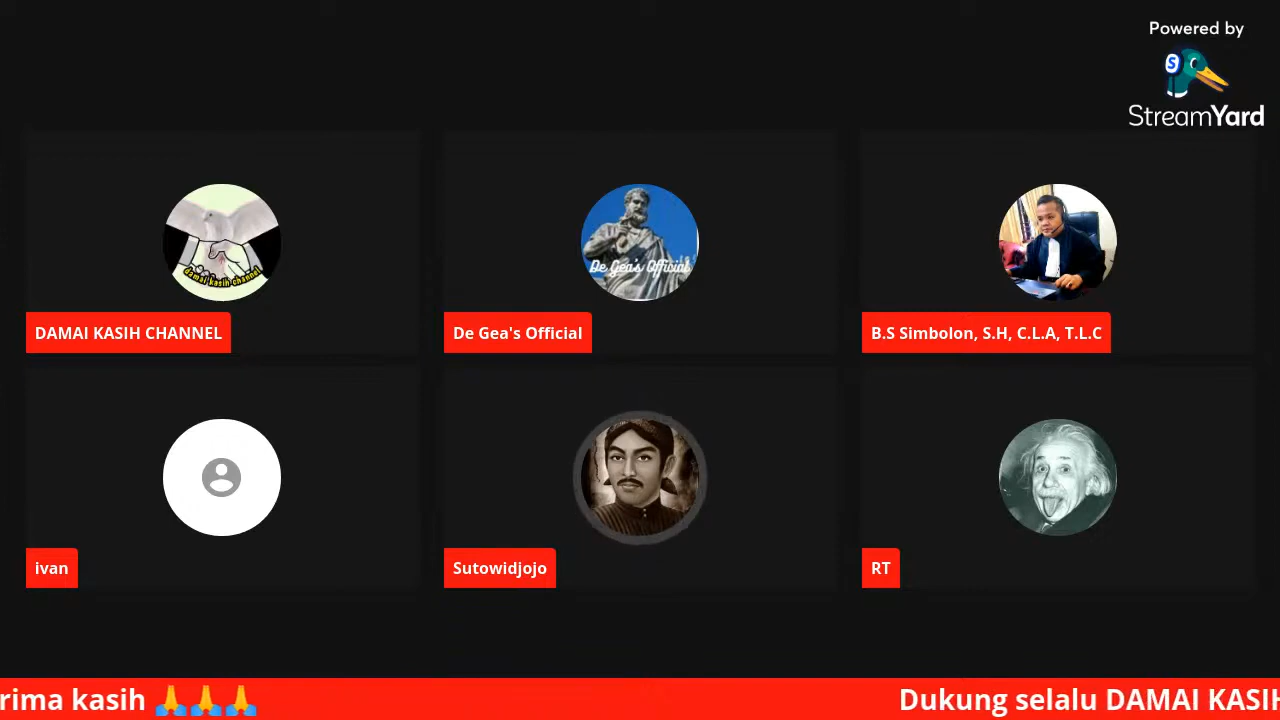 Powered by
StreamYard
damai kasih channel
De Gea's Official
DAMAI KASIH CHANNEL
De Gea's Official
B.S Simbolon, S.H, C.L.A, T.L.C
ivan
Sutowidjojo
RT
rima kasih 🙏🙏🙏
Dukung selalu DAMAI KASIH